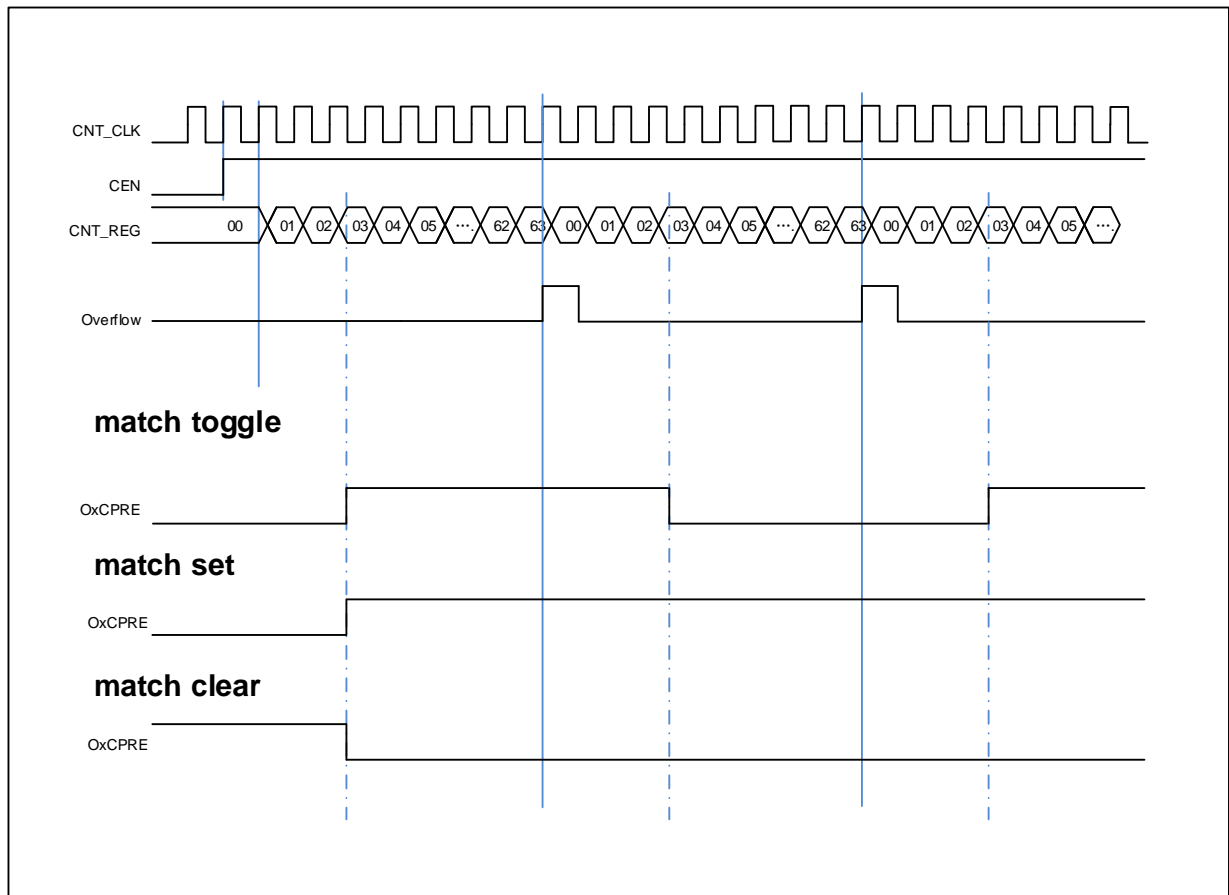 CNT_CLK
CEN
CNT_REG 00 01 02 03 04 05 …. 62 63 00 01 02 03 04 05 …. 62 63 00 01 02 03 04 05 ….
Overflow
match toggle
OxCPRE
match set
OxCPRE
match clear
OxCPRE